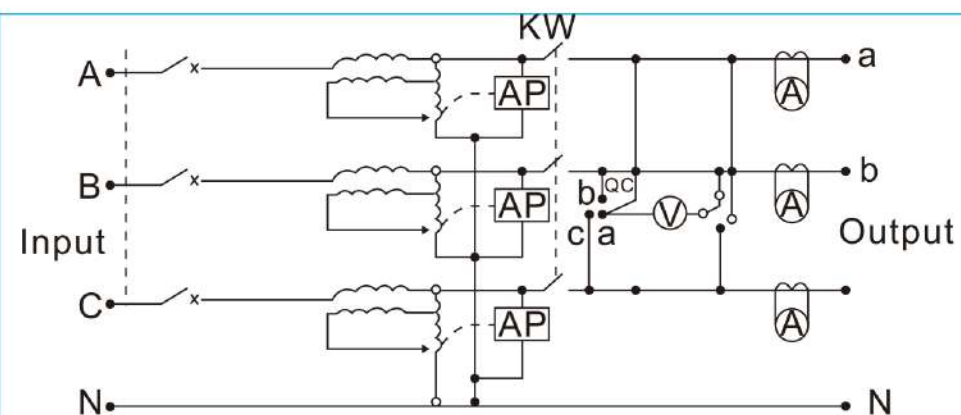 KW
A AP A a
B AP b QC V A b
c a
Input Output
C AP A
N N